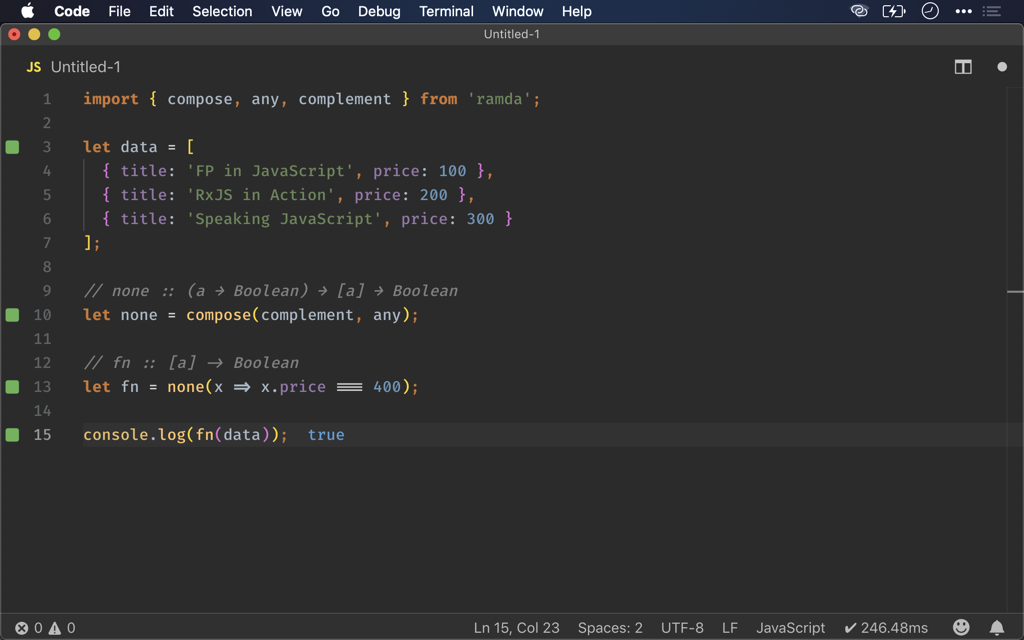 Code File Edit Selection View Go Debug Terminal Window Help
Untitled-1
JS Untitled-1
1 import { compose, any, complement } from 'ramda';
2
3 let data = [
4 { title: 'FP in JavaScript', price: 100 },
5 { title: 'RxJS in Action', price: 200 },
6 { title: 'Speaking JavaScript', price: 300 }
7 ];
8
9 // none :: (a → Boolean) → [a] → Boolean
10 let none = compose(complement, any);
11
12 // fn :: [a] → Boolean
13 let fn = none(x => x.price === 400);
14
15 console.log(fn(data)); true
0 0 Ln 15, Col 23 Spaces: 2 UTF-8 LF JavaScript ✔ 246.48ms